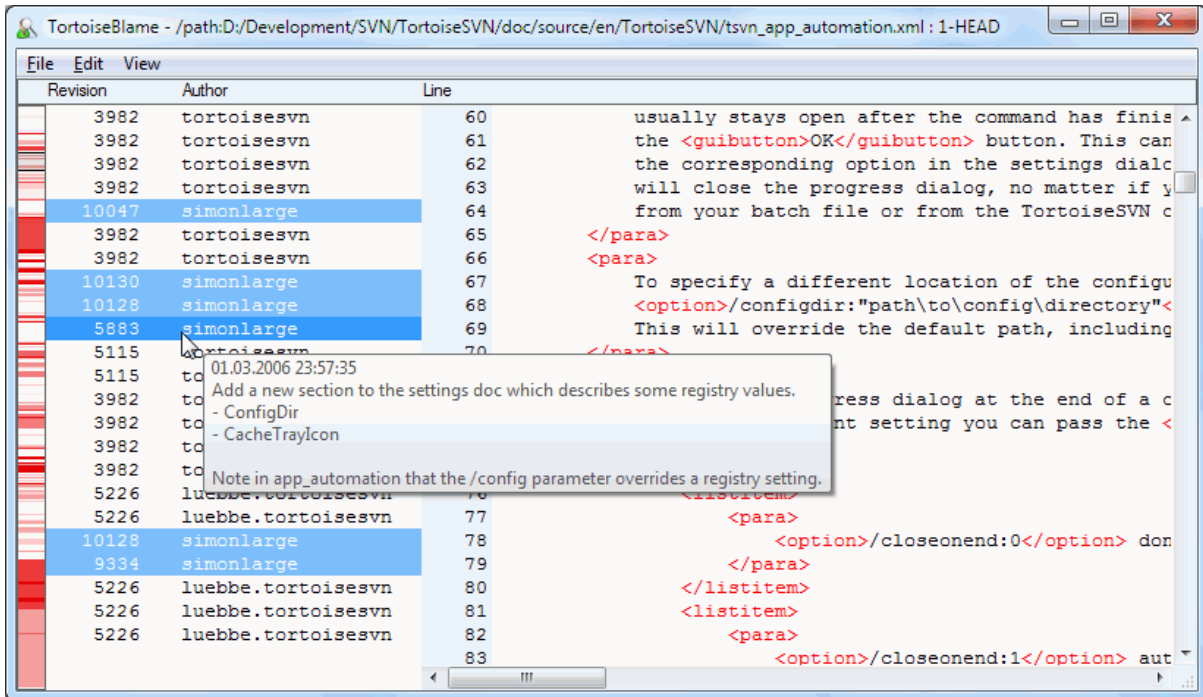 TortoiseBlame - /path:D:/Development/SVN/TortoiseSVN/doc/source/en/TortoiseSVN/tsvn_app_automation.xml : 1-HEAD
File Edit View
Revision Author Line
3982 tortoisesvn 60 usually stays open after the command has finis
3982 tortoisesvn 61 the <guibutton>OK</guibutton> button. This can
3982 tortoisesvn 62 the corresponding option in the settings dialo
3982 tortoisesvn 63 will close the progress dialog, no matter if y
10047 simonlarge 64 from your batch file or from the TortoiseSVN c
3982 tortoisesvn 65 </para>
3982 tortoisesvn 66 <para>
10130 simonlarge 67 To specify a different location of the configu
10128 simonlarge 68 <option>/configdir:"path\to\config\directory"<
5883 simonlarge 69 This will override the default path, including
5115 tortoisesvn 70 </para>
01.03.2006 23:57:35
5115 to
Add a new section to the settings doc which describes some registry values.
3982 to ress dialog at the end of a c
- ConfigDir
3982 to nt setting you can pass the <
- CacheTrayIcon
3982 to
3982 to
Note in app_automation that the /config parameter overrides a registry setting.
5226 luebbe.tortoisesvn 76 <listitem>
5226 luebbe.tortoisesvn 77 <para>
10128 simonlarge 78 <option>/closeonend:0</option> don
9334 simonlarge 79 </para>
5226 luebbe.tortoisesvn 80 </listitem>
5226 luebbe.tortoisesvn 81 <listitem>
5226 luebbe.tortoisesvn 82 <para>
83 <option>/closeonend:1</option> aut